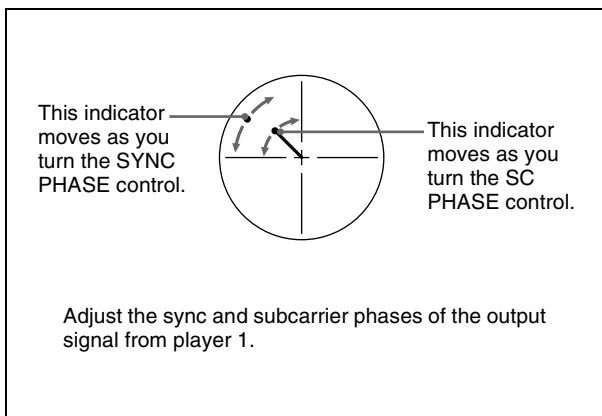 This indicator
moves as you
turn the SYNC
PHASE control.
This indicator
moves as you
turn the SC
PHASE control.
Adjust the sync and subcarrier phases of the output
signal from player 1.